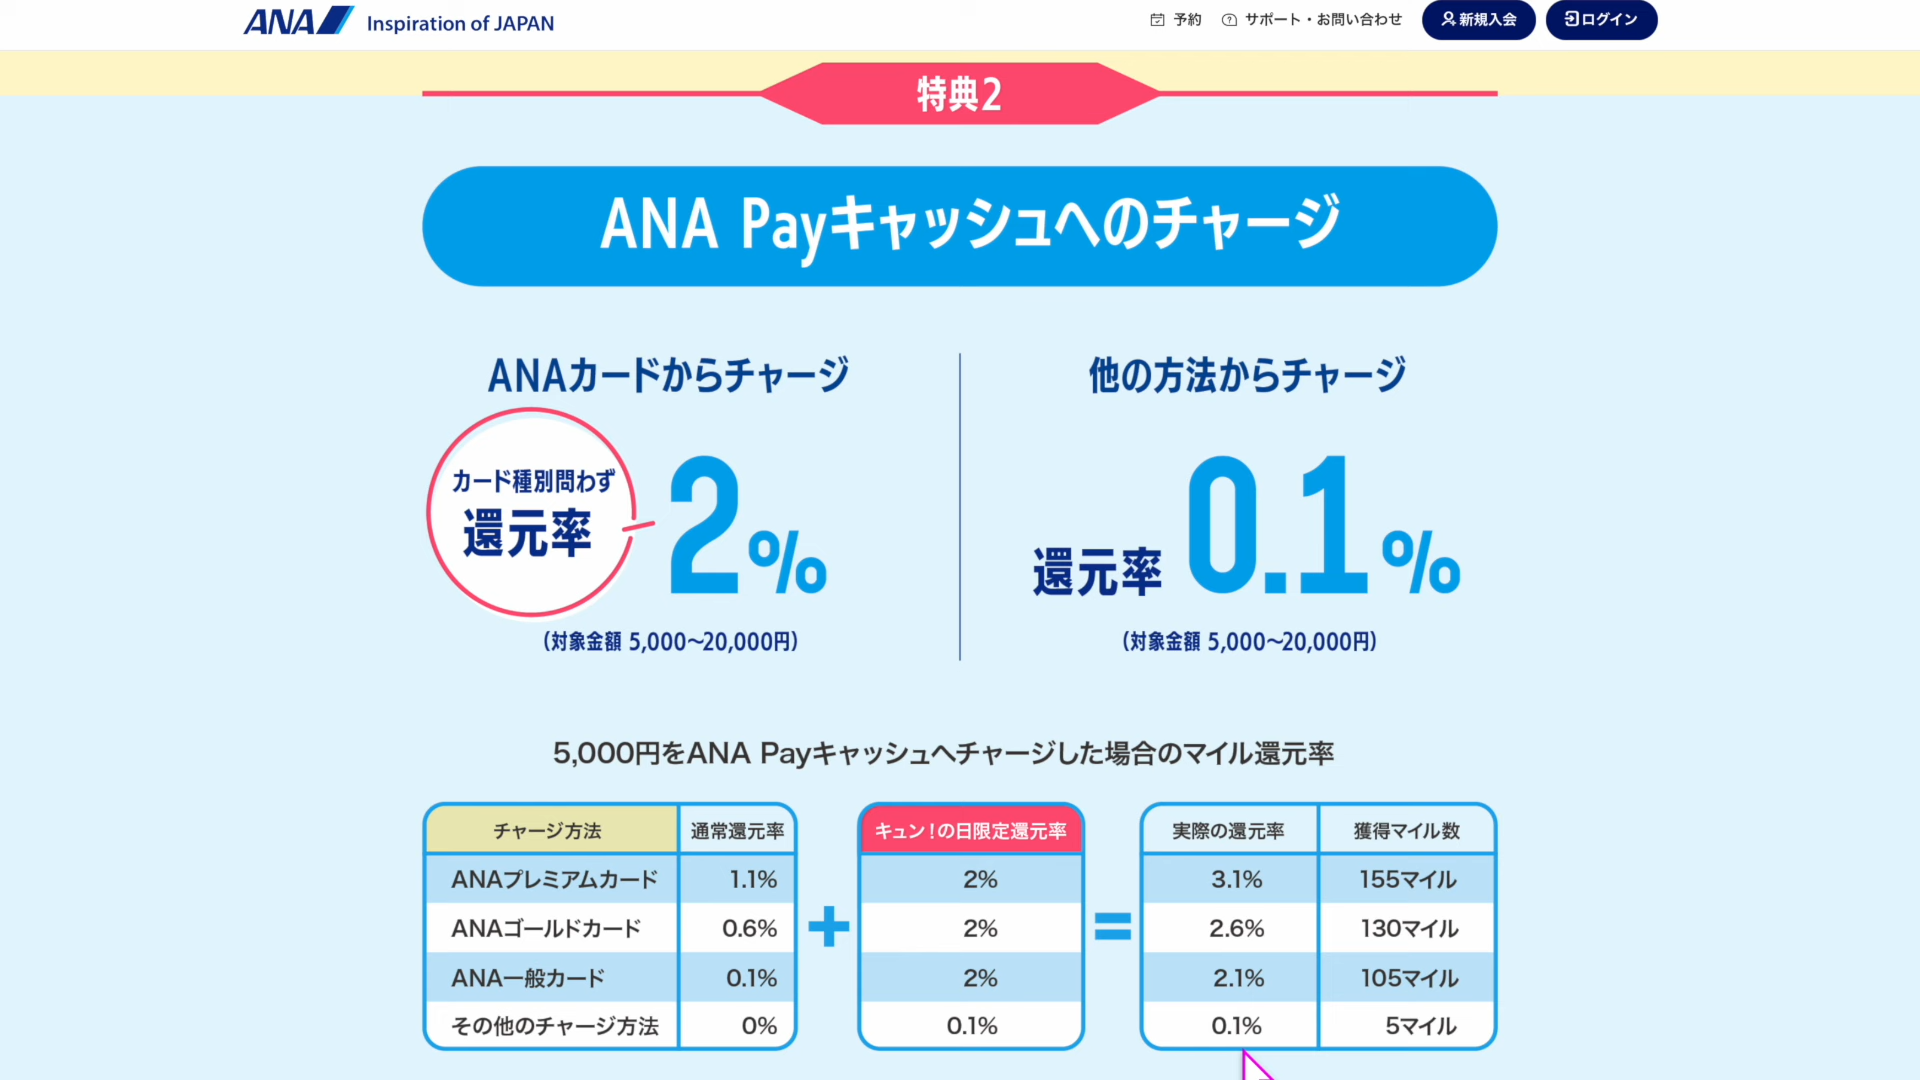 ANA Inspiration of JAPAN
予約 サポート・お問い合わせ 新規入会 ログイン
特典2
ANA Payキャッシュへのチャージ
ANAカードからチャージ
カード種別問わず
還元率
2%
(対象金額 5,000～20,000円)
他の方法からチャージ
還元率 0.1%
(対象金額 5,000～20,000円)
5,000円をANA Payキャッシュへチャージした場合のマイル還元率
チャージ方法 通常還元率 キュン!の日限定還元率 実際の還元率 獲得マイル数
ANAプレミアムカード 1.1% 2% 3.1% 155マイル
ANAゴールドカード 0.6% + 2% = 2.6% 130マイル
ANA一般カード 0.1% 2% 2.1% 105マイル
その他のチャージ方法 0% 0.1% 0.1% 5マイル